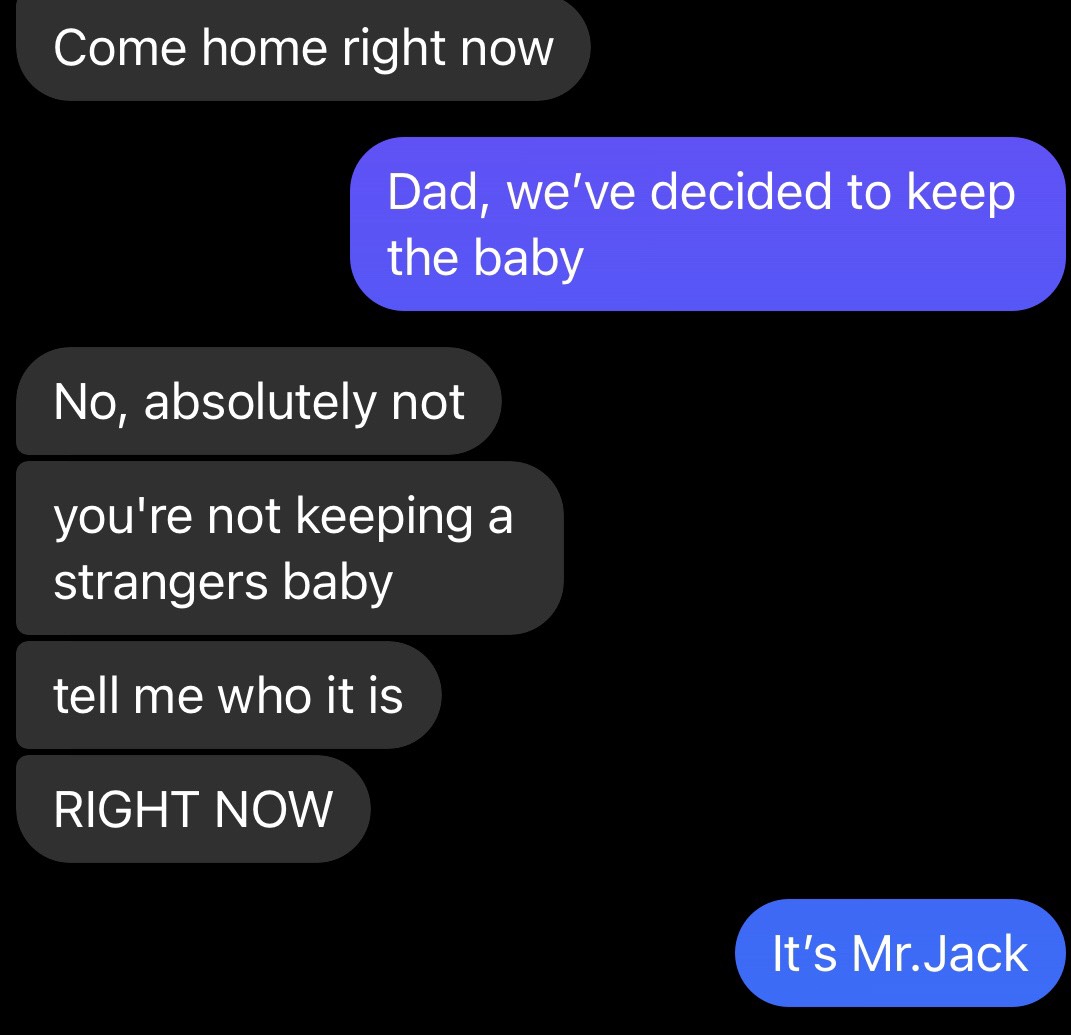 Come home right now
Dad, we’ve decided to keep
the baby
No, absolutely not
you're not keeping a
strangers baby
tell me who it is
RIGHT NOW
It’s Mr.Jack